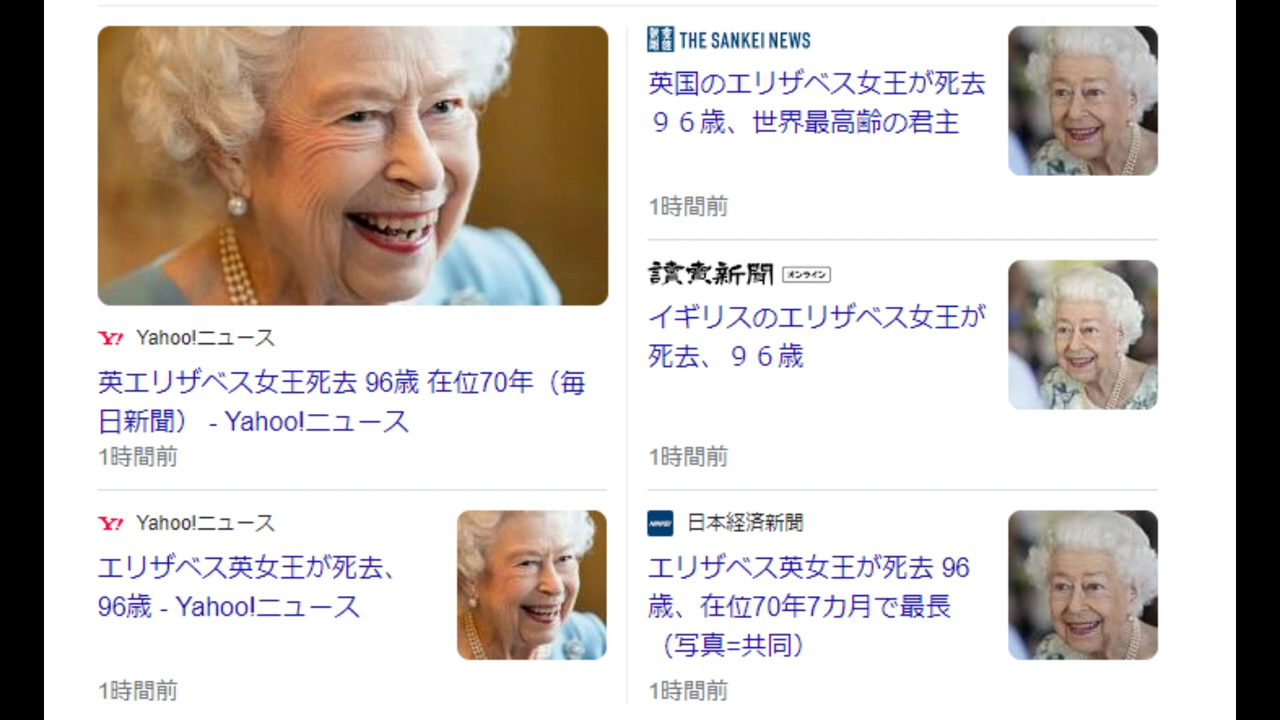 Yahoo!ニュース
英エリザベス女王死去 96歳 在位70年（毎
日新聞） - Yahoo!ニュース
1時間前
Yahoo!ニュース
エリザベス英女王が死去、
96歳 - Yahoo!ニュース
1時間前
THE SANKEI NEWS
英国のエリザベス女王が死去
９６歳、世界最高齢の君主
1時間前
讀賣新聞 オンライン
イギリスのエリザベス女王が
死去、９６歳
1時間前
NIKKEI 日本経済新聞
エリザベス英女王が死去 96
歳、在位70年7カ月で最長
（写真=共同）
1時間前